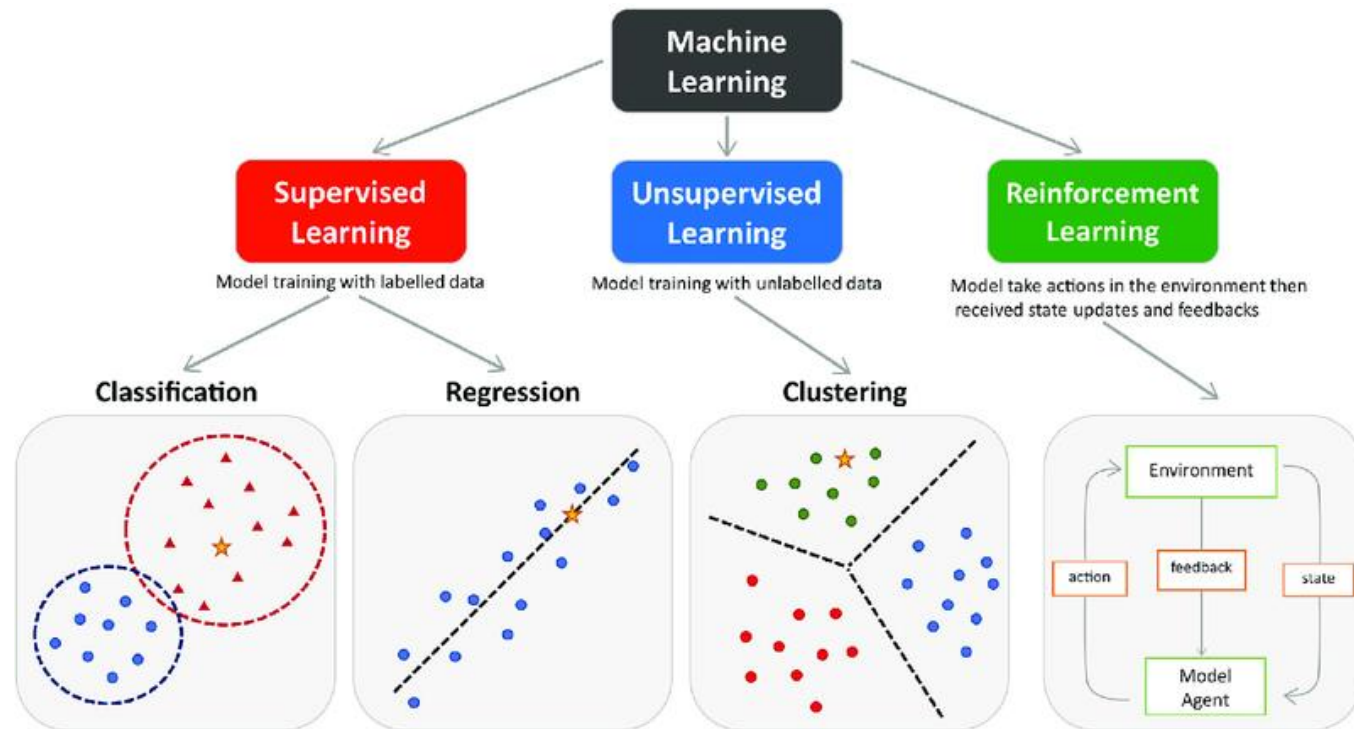 Machine
Learning
Supervised
Learning
Unsupervised
Learning
Reinforcement
Learning
Model training with labelled data
Model training with unlabelled data
Model take actions in the environment then
received state updates and feedbacks
Classification
Regression
Clustering
Environment
action
feedback
state
Model
Agent